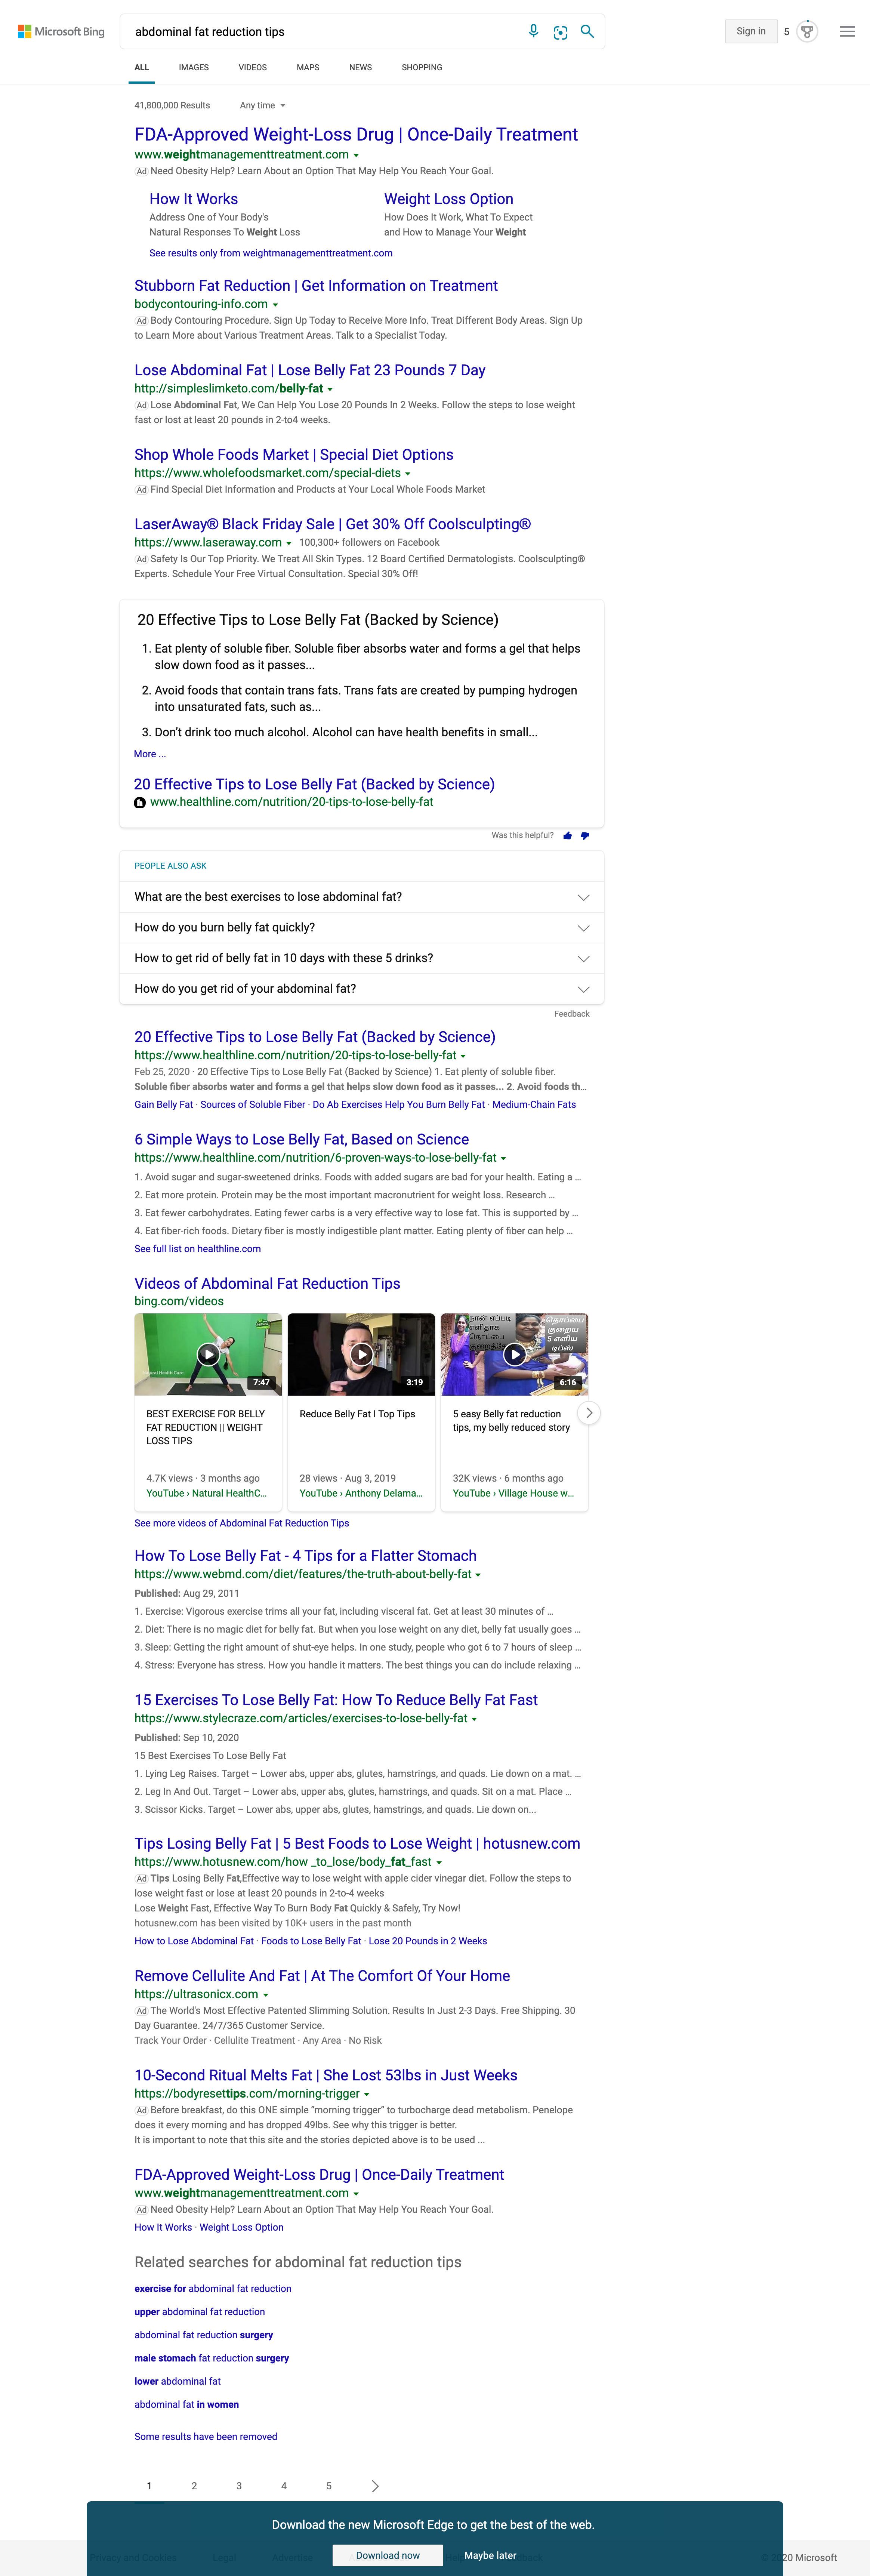 Microsoft Bing
abdominal fat reduction tips
Sign in
5
ALL IMAGES VIDEOS MAPS NEWS SHOPPING
41,800,000 Results Any time
FDA-Approved Weight-Loss Drug | Once-Daily Treatment
www.weightmanagementtreatment.com
Ad Need Obesity Help? Learn About an Option That May Help You Reach Your Goal.
How It Works
Address One of Your Body's
Natural Responses To Weight Loss
Weight Loss Option
How Does It Work, What To Expect
and How to Manage Your Weight
See results only from weightmanagementtreatment.com
Stubborn Fat Reduction | Get Information on Treatment
bodycontouring-info.com
Ad Body Contouring Procedure. Sign Up Today to Receive More Info. Treat Different Body Areas. Sign Up
to Learn More about Various Treatment Areas. Talk to a Specialist Today.
Lose Abdominal Fat | Lose Belly Fat 23 Pounds 7 Day
http://simpleslimketo.com/belly-fat
Ad Lose Abdominal Fat, We Can Help You Lose 20 Pounds In 2 Weeks. Follow the steps to lose weight
fast or lost at least 20 pounds in 2-to4 weeks.
Shop Whole Foods Market | Special Diet Options
https://www.wholefoodsmarket.com/special-diets
Ad Find Special Diet Information and Products at Your Local Whole Foods Market
LaserAway® Black Friday Sale | Get 30% Off Coolsculpting®
https://www.laseraway.com 100,300+ followers on Facebook
Ad Safety Is Our Top Priority. We Treat All Skin Types. 12 Board Certified Dermatologists. Coolsculpting®
Experts. Schedule Your Free Virtual Consultation. Special 30% Off!
20 Effective Tips to Lose Belly Fat (Backed by Science)
1. Eat plenty of soluble fiber. Soluble fiber absorbs water and forms a gel that helps
slow down food as it passes...
2. Avoid foods that contain trans fats. Trans fats are created by pumping hydrogen
into unsaturated fats, such as...
3. Don't drink too much alcohol. Alcohol can have health benefits in small...
More ...
20 Effective Tips to Lose Belly Fat (Backed by Science)
www.healthline.com/nutrition/20-tips-to-lose-belly-fat
Was this helpful?
PEOPLE ALSO ASK
What are the best exercises to lose abdominal fat?
How do you burn belly fat quickly?
How to get rid of belly fat in 10 days with these 5 drinks?
How do you get rid of your abdominal fat?
Feedback
20 Effective Tips to Lose Belly Fat (Backed by Science)
https://www.healthline.com/nutrition/20-tips-to-lose-belly-fat
Feb 25, 2020 · 20 Effective Tips to Lose Belly Fat (Backed by Science) 1. Eat plenty of soluble fiber.
Soluble fiber absorbs water and forms a gel that helps slow down food as it passes... 2. Avoid foods th...
Gain Belly Fat · Sources of Soluble Fiber · Do Ab Exercises Help You Burn Belly Fat · Medium-Chain Fats
6 Simple Ways to Lose Belly Fat, Based on Science
https://www.healthline.com/nutrition/6-proven-ways-to-lose-belly-fat
1. Avoid sugar and sugar-sweetened drinks. Foods with added sugars are bad for your health. Eating a ...
2. Eat more protein. Protein may be the most important macronutrient for weight loss. Research ...
3. Eat fewer carbohydrates. Eating fewer carbs is a very effective way to lose fat. This is supported by ...
4. Eat fiber-rich foods. Dietary fiber is mostly indigestible plant matter. Eating plenty of fiber can help ...
See full list on healthline.com
Videos of Abdominal Fat Reduction Tips
bing.com/videos
Natural Health Care
7:47
BEST EXERCISE FOR BELLY
FAT REDUCTION || WEIGHT
LOSS TIPS
4.7K views · 3 months ago
YouTube › Natural HealthC...
3:19
Reduce Belly Fat I Top Tips
28 views · Aug 3, 2019
YouTube › Anthony Delama...
நான் எப்படி
எளிதாக
தொப்பை
தொப்பை
குறைய
5 எளிய
டிப்ஸ்
6:16
5 easy Belly fat reduction
tips, my belly reduced story
32K views · 6 months ago
YouTube › Village House w...
See more videos of Abdominal Fat Reduction Tips
How To Lose Belly Fat - 4 Tips for a Flatter Stomach
https://www.webmd.com/diet/features/the-truth-about-belly-fat
Published: Aug 29, 2011
1. Exercise: Vigorous exercise trims all your fat, including visceral fat. Get at least 30 minutes of ...
2. Diet: There is no magic diet for belly fat. But when you lose weight on any diet, belly fat usually goes ...
3. Sleep: Getting the right amount of shut-eye helps. In one study, people who got 6 to 7 hours of sleep ...
4. Stress: Everyone has stress. How you handle it matters. The best things you can do include relaxing ...
15 Exercises To Lose Belly Fat: How To Reduce Belly Fat Fast
https://www.stylecraze.com/articles/exercises-to-lose-belly-fat
Published: Sep 10, 2020
15 Best Exercises To Lose Belly Fat
1. Lying Leg Raises. Target – Lower abs, upper abs, glutes, hamstrings, and quads. Lie down on a mat. ...
2. Leg In And Out. Target – Lower abs, upper abs, glutes, hamstrings, and quads. Sit on a mat. Place ...
3. Scissor Kicks. Target – Lower abs, upper abs, glutes, hamstrings, and quads. Lie down on...
Tips Losing Belly Fat | 5 Best Foods to Lose Weight | hotusnew.com
https://www.hotusnew.com/how _to_lose/body_fat_fast
Ad Tips Losing Belly Fat,Effective way to lose weight with apple cider vinegar diet. Follow the steps to
lose weight fast or lose at least 20 pounds in 2-to-4 weeks
Lose Weight Fast, Effective Way To Burn Body Fat Quickly & Safely, Try Now!
hotusnew.com has been visited by 10K+ users in the past month
How to Lose Abdominal Fat · Foods to Lose Belly Fat · Lose 20 Pounds in 2 Weeks
Remove Cellulite And Fat | At The Comfort Of Your Home
https://ultrasonicx.com
Ad The World's Most Effective Patented Slimming Solution. Results In Just 2-3 Days. Free Shipping. 30
Day Guarantee. 24/7/365 Customer Service.
Track Your Order · Cellulite Treatment · Any Area · No Risk
10-Second Ritual Melts Fat | She Lost 53lbs in Just Weeks
https://bodyresettips.com/morning-trigger
Ad Before breakfast, do this ONE simple "morning trigger" to turbocharge dead metabolism. Penelope
does it every morning and has dropped 49lbs. See why this trigger is better.
It is important to note that this site and the stories depicted above is to be used ...
FDA-Approved Weight-Loss Drug | Once-Daily Treatment
www.weightmanagementtreatment.com
Ad Need Obesity Help? Learn About an Option That May Help You Reach Your Goal.
How It Works · Weight Loss Option
Related searches for abdominal fat reduction tips
exercise for abdominal fat reduction
upper abdominal fat reduction
abdominal fat reduction surgery
male stomach fat reduction surgery
lower abdominal fat
abdominal fat in women
Some results have been removed
1 2 3 4 5
Download the new Microsoft Edge to get the best of the web.
Download now Maybe later
Privacy and Cookies Legal Advertise
20 Microsoft